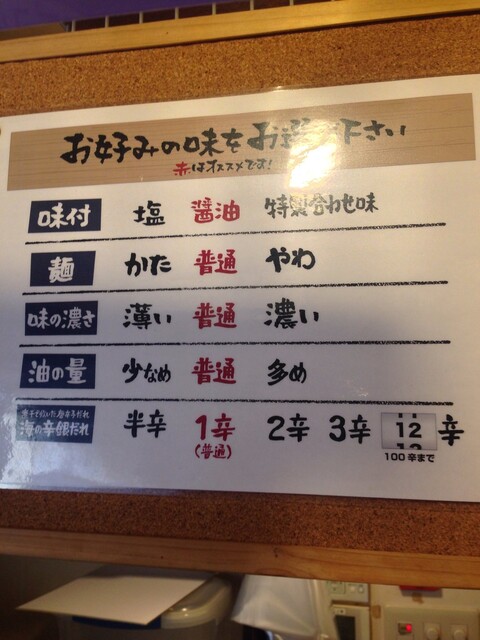 お好みの味をお選び下さい
赤はオススメです!
味付 塩 醤油 特製合わせ味
麺 かた 普通 やわ
味の濃さ 薄い 普通 濃い
油の量 少なめ 普通 多め
海の辛銀だれ 半辛 1辛 2辛 3辛 12 辛
(普通)
100辛まで